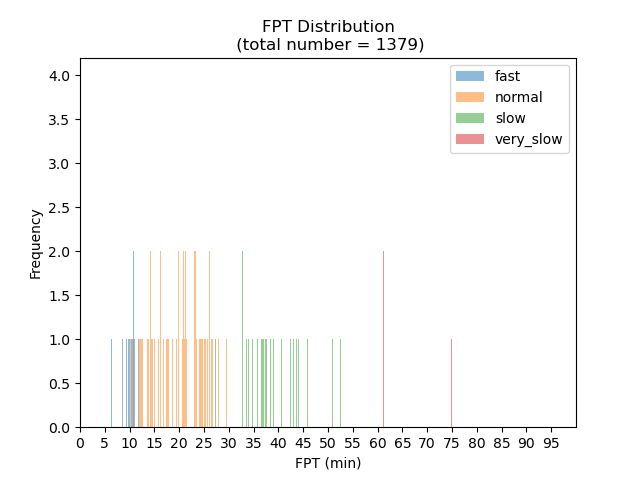 FPT Distribution
(total number = 1379)
fast
normal
slow
very_slow
4.0
3.5
3.0
2.5
2.0
1.5
1.0
0.5
0.0
Frequency
0 5 10 15 20 25 30 35 40 45 50 55 60 65 70 75 80 85 90 95
FPT (min)